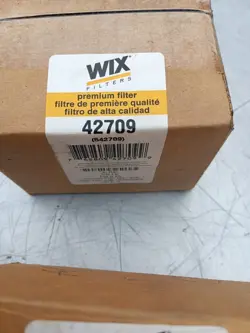 WIX
FILTERS
premium filter
filtre de première qualité
filtro de alta calidad
42709
(542709)